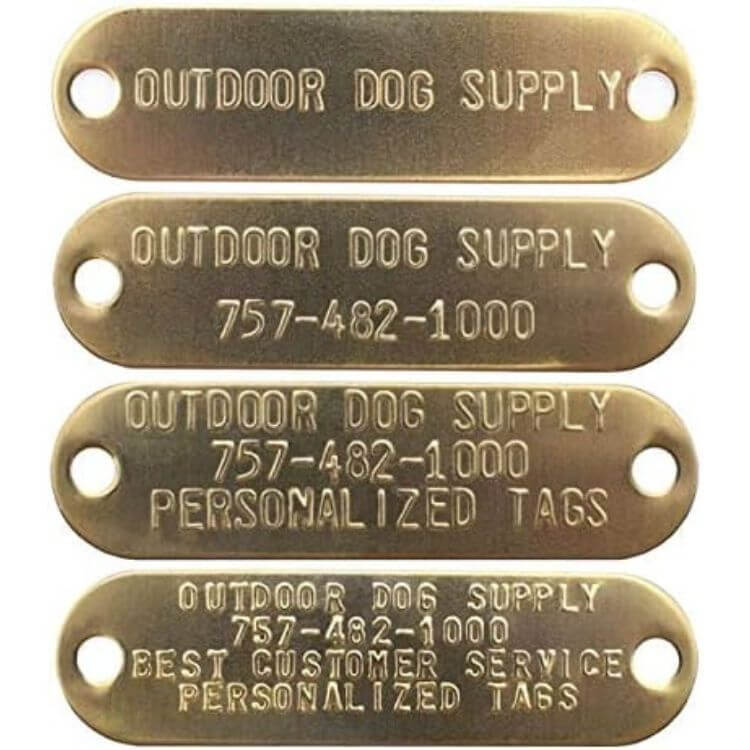 OUTDOOR DOG SUPPLY
OUTDOOR DOG SUPPLY
757-482-1000
OUTDOOR DOG SUPPLY
757-482-1000
PERSONALIZED TAGS
OUTDOOR DOG SUPPLY
757-482-1000
BEST CUSTOMER SERVICE
PERSONALIZED TAGS